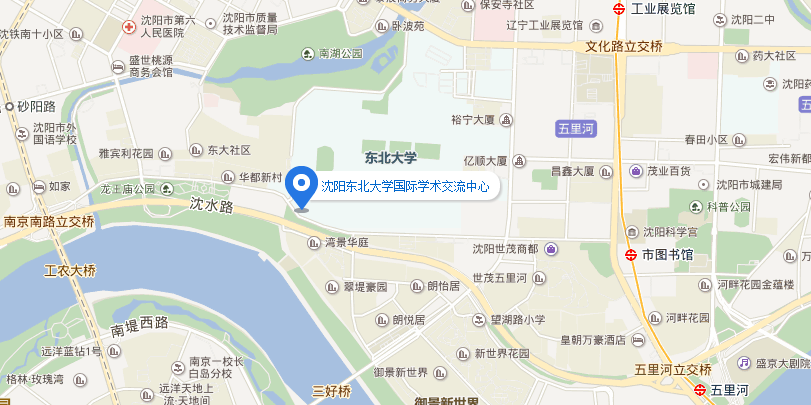 工业展览馆
保安寺社区
沈阳市第六
人民医院
沈阳市质量
技术监督局
卧波苑
辽宁工业展览馆
沈阳二中
沈铁南十小区
南湖公园
文化路立交桥
药大社区
盛世桃源
商务会馆
砂阳路
裕宁大厦
五里河
沈阳市外
国语学校
雅宾利花园
东大社区
东北大学
亿顺大厦
春田小区
宏伟新都
如家
华都新村
昌鑫大厦
茂业百货
沈阳东北大学国际学术交流中心
龙王庙公园
沈水路
沈阳市城建局
科普公园
南京南路立交桥
湾景华庭
沈阳世茂商都
沈阳科学宫
市图书馆
工农大桥
翠堤豪园
朗怡居
世茂五里河
河畔花园金蕴楼
南堤西路
朗悦居
望湖路小学
河畔花园
皇朝万豪酒店
远洋蓝钻1号
南京一校长
白岛分校
新世界花园
盛京大剧院
格林·玫瑰湾
御景新世界
五里河立交桥
远洋天地上
河·天地间
三好桥
御景新世界
五里河